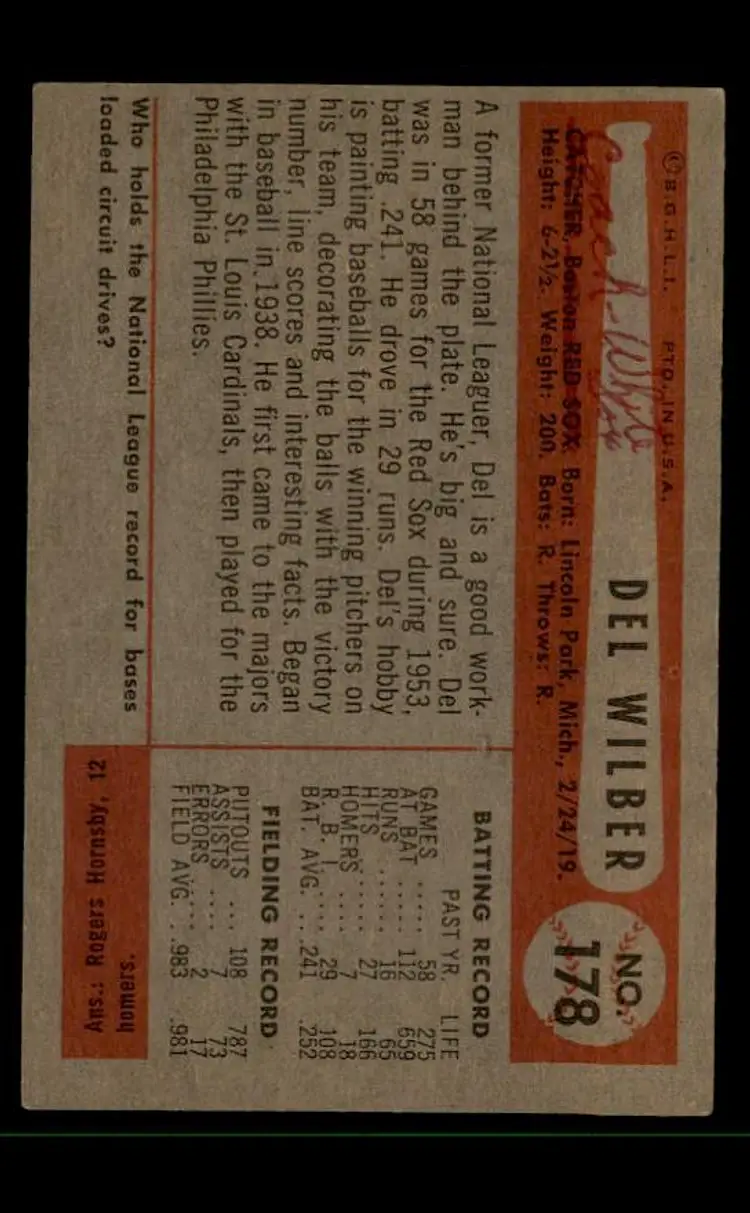 © B.G.H.L.I. PTD. IN U.S.A.
DEL WILBER
NO.
178
Coach-White
Sox
CATCHER, Boston RED SOX Born: Lincoln Park, Mich., 2/24/19.
Height: 6-2½. Weight: 200. Bats: R. Throws: R.
A former National Leaguer, Del is a good work-
man behind the plate. He's big and sure. Del
was in 58 games for the Red Sox during 1953,
batting .241. He drove in 29 runs. Del's hobby
is painting baseballs for the winning pitchers on
his team, decorating the balls with the victory
number, line scores and interesting facts. Began
in baseball in 1938. He first came to the majors
with the St. Louis Cardinals, then played for the
Philadelphia Phillies.
BATTING RECORD
PAST YR. LIFE
GAMES ..... 58 275
AT BAT ..... 112 659
RUNS ...... 16 65
HITS ...... 27 166
HOMERS .... 7 18
R. B. I. .... 29 108
BAT. AVG. ... .241 .252
FIELDING RECORD
PUTOUTS ... 108 787
ASSISTS .... 7 73
ERRORS .... 2 17
FIELD AVG. . .983 .981
Who holds the National League record for bases
loaded circuit drives?
Ans.: Rogers Hornsby, 12
homers.